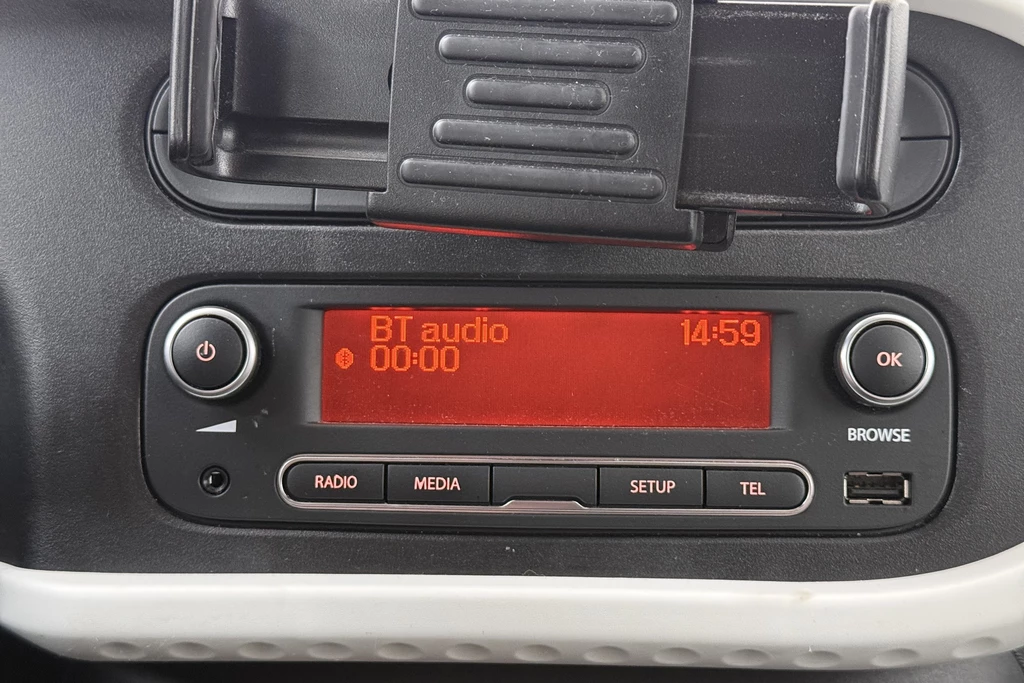 BT audio 14:59
00:00
OK
BROWSE
RADIO MEDIA SETUP TEL